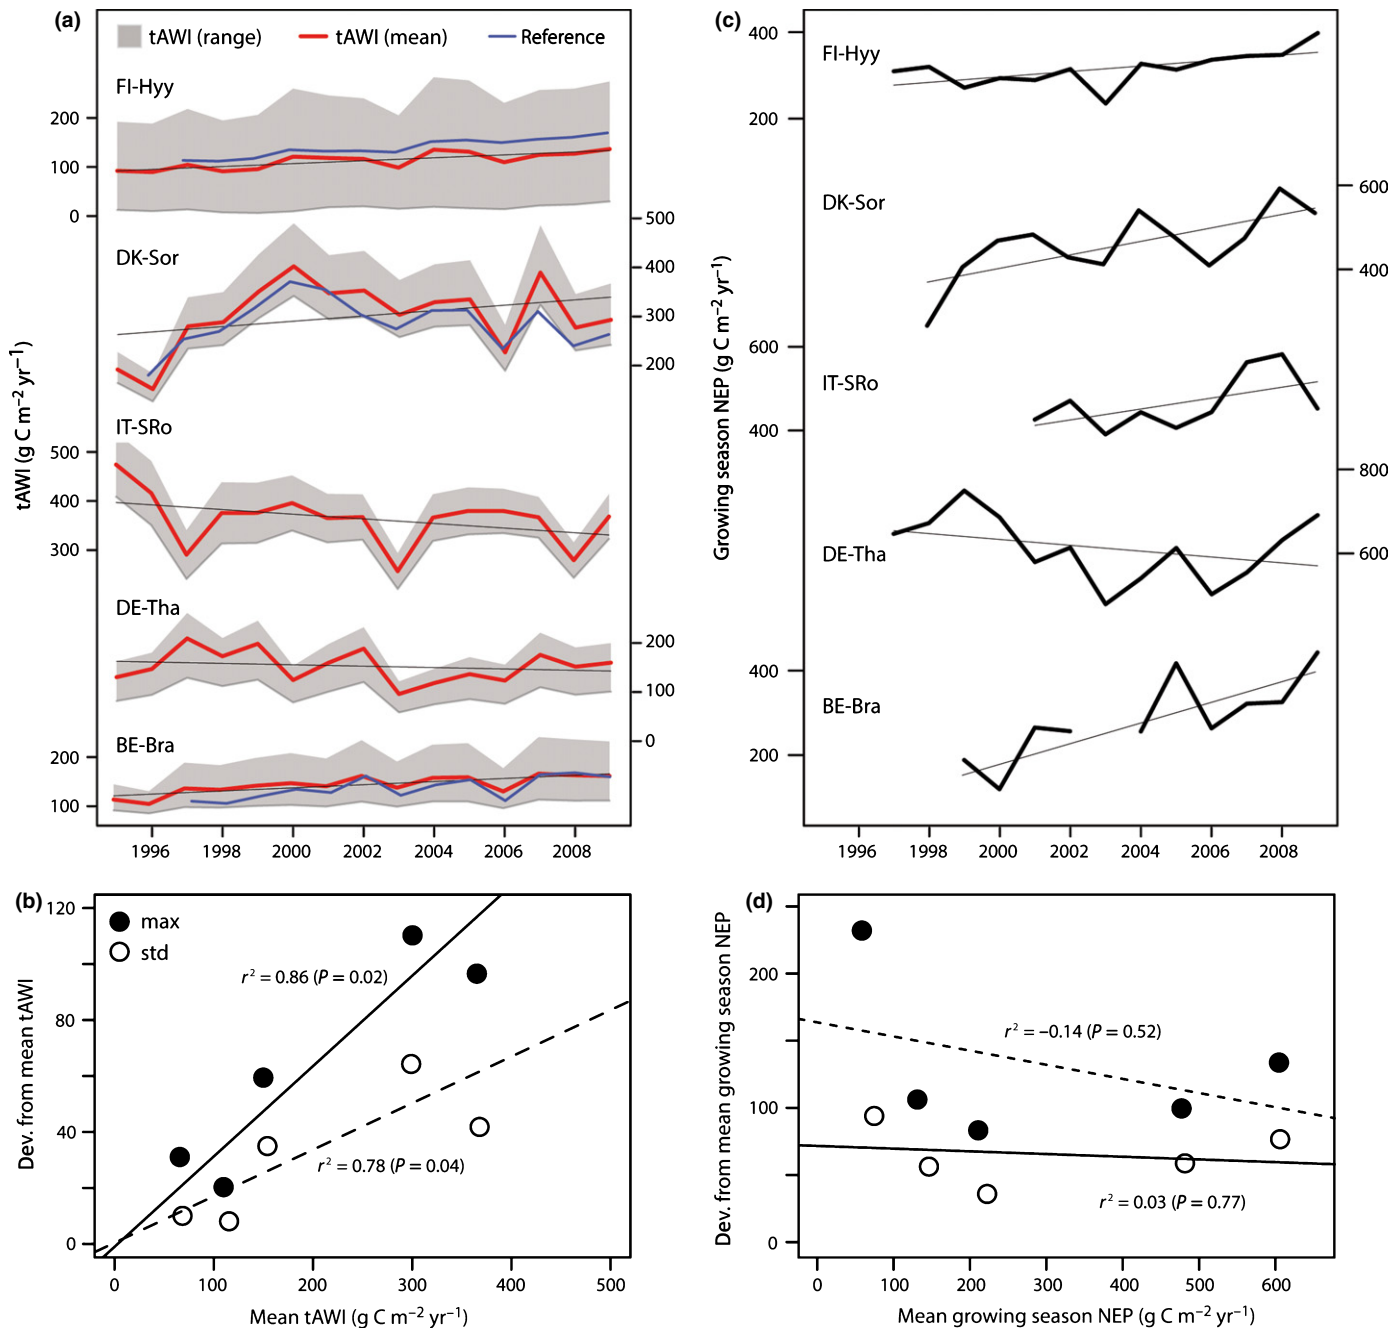 (a)
tAWI (range)
tAWI (mean)
Reference
FI-Hyy
200
100
0
DK-Sor
500
400
300
200
IT-SRo
500
400
300
DE-Tha
200
100
0
BE-Bra
200
100
tAWI (g C m⁻² yr⁻¹)
1996 1998 2000 2002 2004 2006 2008
(c)
FI-Hyy
400
200
DK-Sor
600
400
IT-SRo
600
400
DE-Tha
800
600
BE-Bra
400
200
Growing season NEP (g C m⁻² yr⁻¹)
1996 1998 2000 2002 2004 2006 2008
(b)
max
std
r² = 0.86 (P = 0.02)
r² = 0.78 (P = 0.04)
120
80
40
0
Dev. from mean tAWI
0 100 200 300 400 500
Mean tAWI (g C m⁻² yr⁻¹)
(d)
r² = –0.14 (P = 0.52)
r² = 0.03 (P = 0.77)
200
100
0
Dev. from mean growing season NEP
0 100 200 300 400 500 600
Mean growing season NEP (g C m⁻² yr⁻¹)